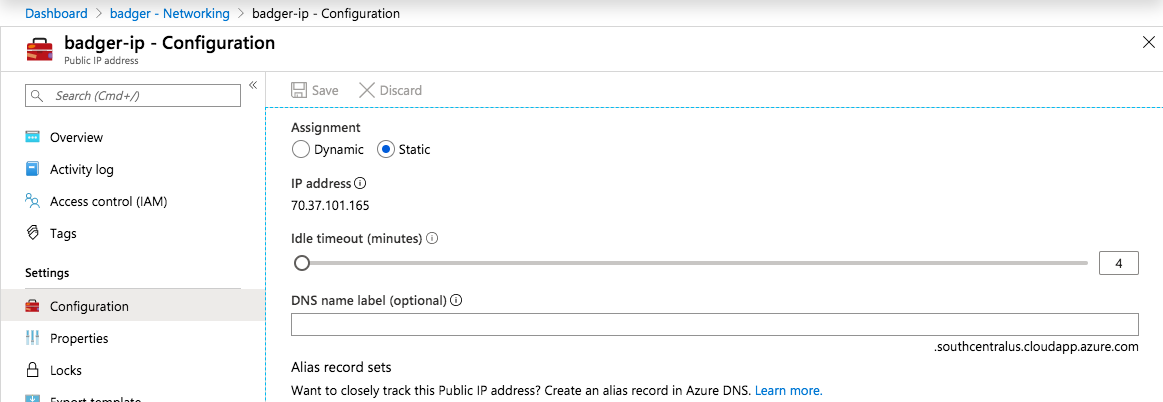 Dashboard > badger - Networking > badger-ip - Configuration
badger-ip - Configuration
Public IP address
Search (Cmd+/)
Overview
Activity log
Access control (IAM)
Tags
Settings
Configuration
Properties
Locks
Export template
Save Discard
Assignment
Dynamic Static
IP address
70.37.101.165
Idle timeout (minutes)
4
DNS name label (optional)
.southcentralus.cloudapp.azure.com
Alias record sets
Want to closely track this Public IP address? Create an alias record in Azure DNS. Learn more.